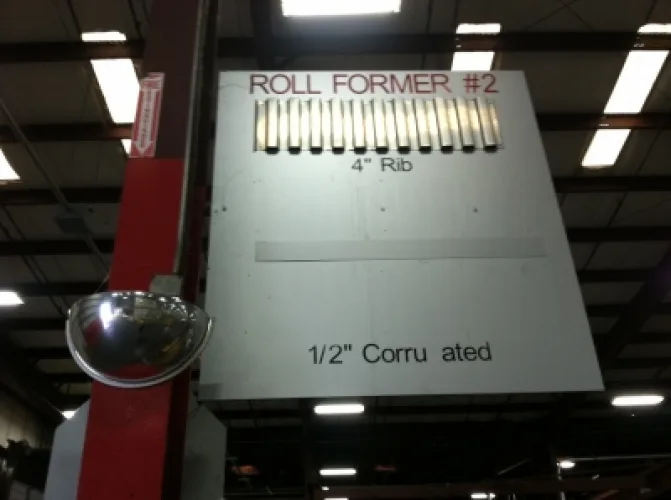 ROLL FORMER #2
4" Rib
1/2" Corru ated